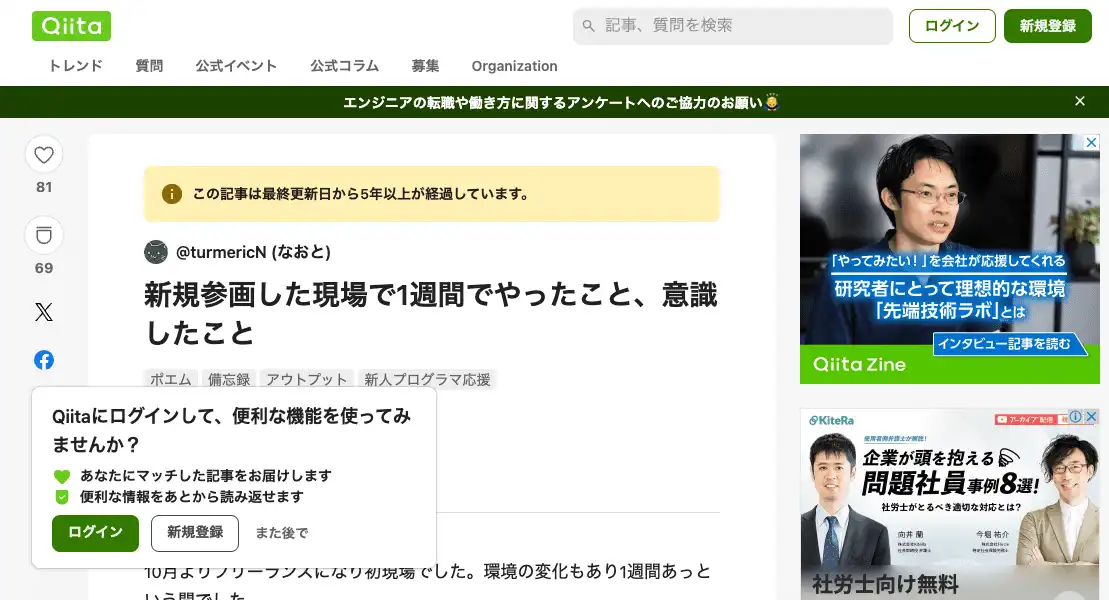 Qiita
記事、質問を検索
ログイン
新規登録
トレンド
質問
公式イベント
公式コラム
募集
Organization
エンジニアの転職や働き方に関するアンケートへのご協力のお願い
81
69
この記事は最終更新日から5年以上が経過しています。
@turmericN (なおと)
新規参画した現場で1週間でやったこと、意識
したこと
ポエム
備忘録
アウトプット
新人プログラマ応援
Qiitaにログインして、便利な機能を使ってみ
ませんか？
あなたにマッチした記事をお届けします
便利な情報をあとから読み返せます
ログイン
新規登録
また後で
10月よりフリーランスになり初現場でした。環境の変化もあり1週間あっと
いう間でした
「やってみたい！」を会社が応援してくれる
研究者にとって理想的な環境
「先端技術ラボ」とは
インタビュー記事を読む
Qiita Zine
KiteRa
アーカイブ配信
使用者側弁護士が解説！
企業が頭を抱える
問題社員事例8選!
社労士がとるべき適切な対応とは？
向井 蘭
今堀 祐介
社労士向け無料